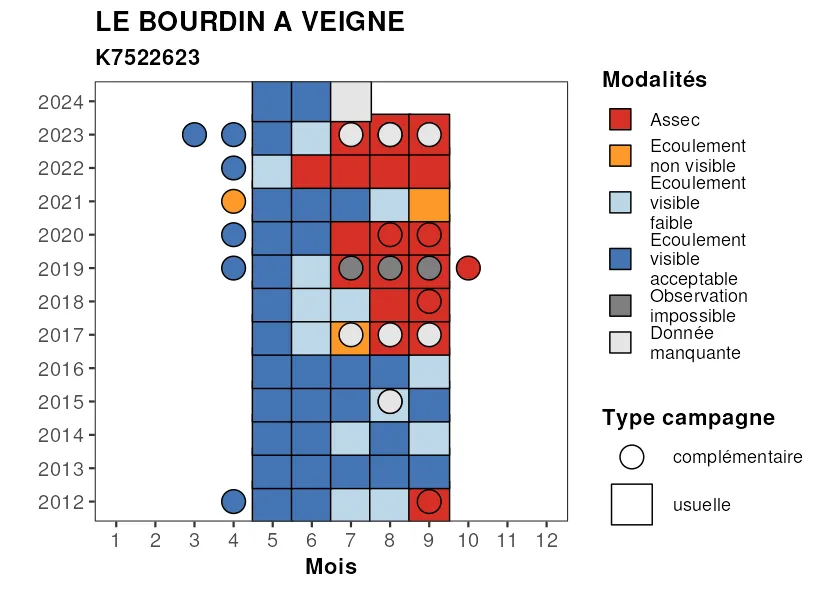 LE BOURDIN A VEIGNE
K7522623
2024
2023
2022
2021
2020
2019
2018
2017
2016
2015
2014
2013
2012
1 2 3 4 5 6 7 8 9 10 11 12
Mois
Modalités
Assec
Ecoulement
non visible
Ecoulement
visible
faible
Ecoulement
visible
acceptable
Observation
impossible
Donnée
manquante
Type campagne
complémentaire
usuelle